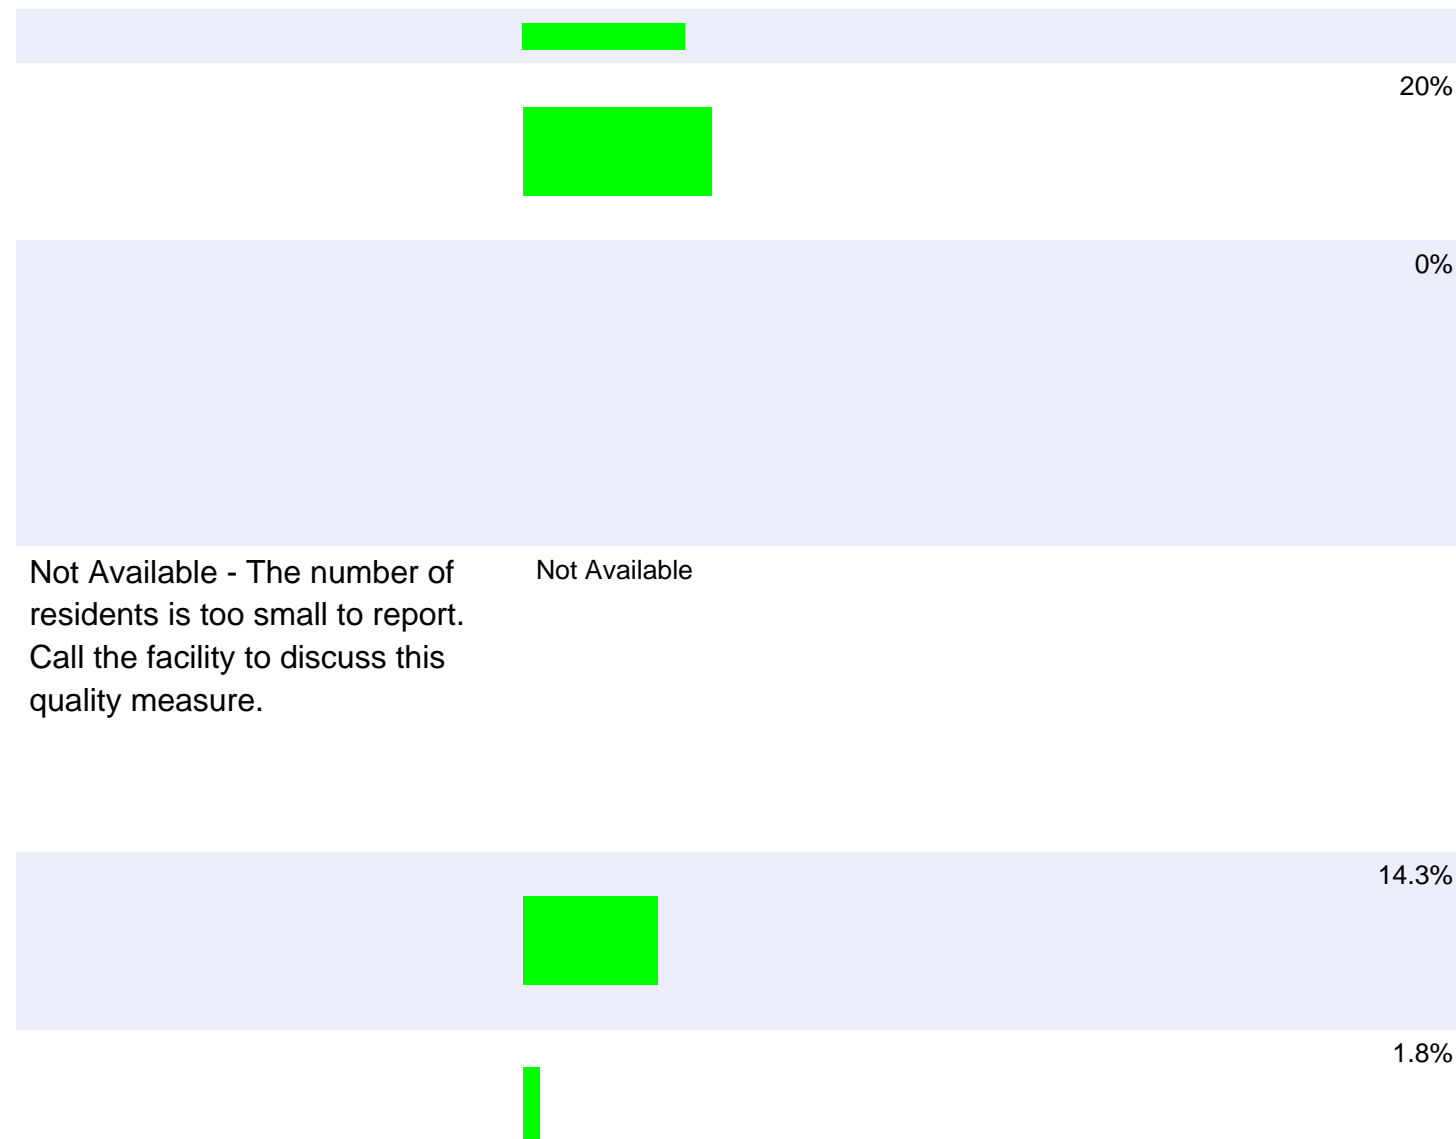 20%
0%
Not Available - The number of
residents is too small to report.
Call the facility to discuss this
quality measure.
Not Available
14.3%
1.8%